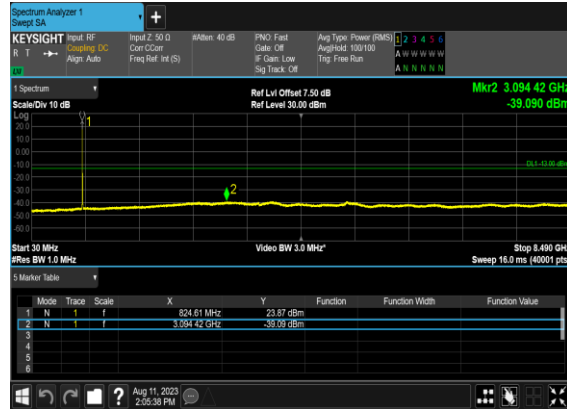 Spectrum Analyzer 1
Swept SA
+
KEYSIGHT Input: RF Input Z: 50 Ω #Atten: 40 dB PNO: Fast Avg Type: Power (RMS) 1 2 3 4 5 6
R T Coupling: DC Corr CCorr Gate: Off Avg|Hold: 100/100 A W W W W W
Align: Auto Freq Ref: Int (S) IF Gain: Low Trig: Free Run
Sig Track: Off A N N N N N
1 Spectrum Ref Lvl Offset 7.50 dB Mkr2 3.094 42 GHz
Scale/Div 10 dB Ref Level 30.00 dBm -39.090 dBm
Log
20.0
10.0
0.00
-10.0
-20.0
-30.0
-40.0
-50.0
-60.0
1
2
DL1 -13.00 dBm
Start 30 MHz Video BW 3.0 MHz* Stop 8.490 GHz
#Res BW 1.0 MHz Sweep 16.0 ms (40001 pts)
5 Marker Table
Mode Trace Scale X Y Function Function Width Function Value
1 N 1 f 824.61 MHz 23.87 dBm
2 N 1 f 3.094 42 GHz -39.09 dBm
3
4
5
6
? Aug 11, 2023
2:05:38 PM